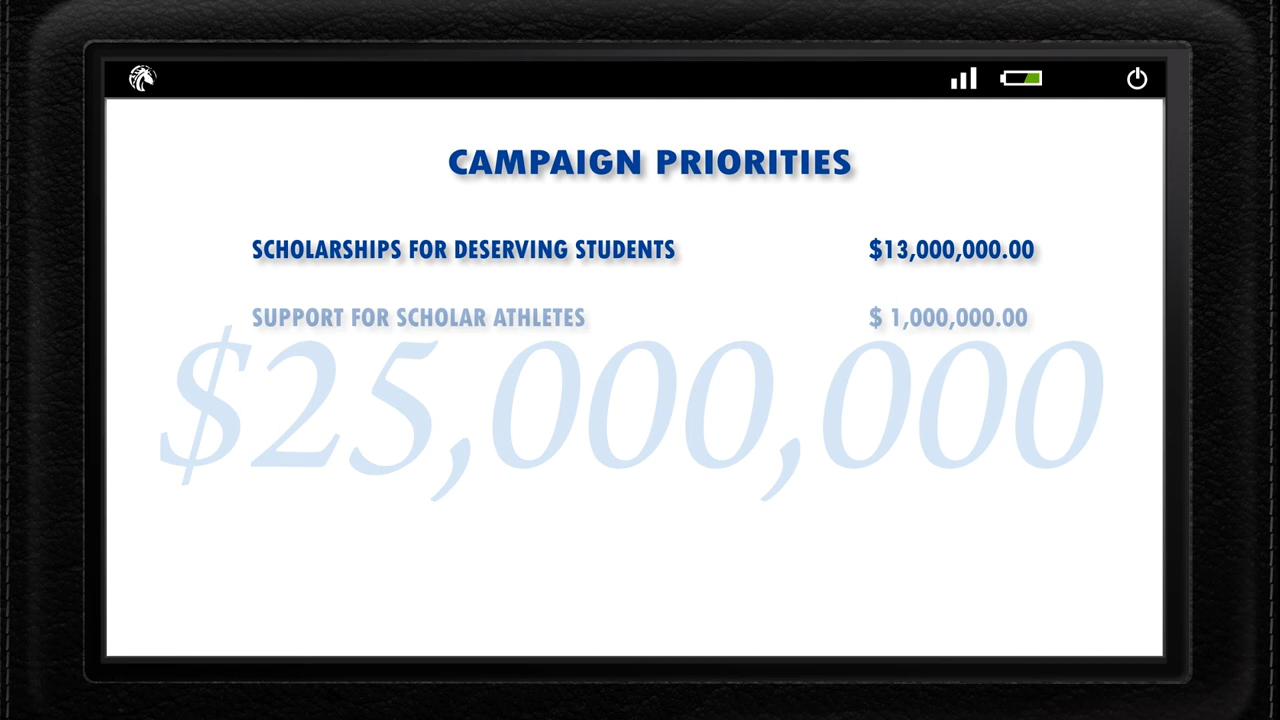 CAMPAIGN PRIORITIES
SCHOLARSHIPS FOR DESERVING STUDENTS $13,000,000.00
SUPPORT FOR SCHOLAR ATHLETES $ 1,000,000.00
$25,000,000